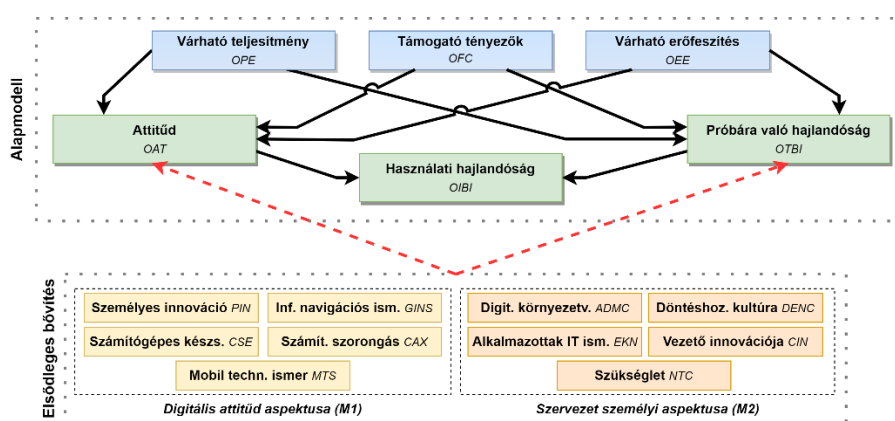 Alapmodell
Várható teljesítmény
OPE
Támogató tényezők
OFC
Várható erőfeszítés
OEE
Attitűd
OAT
Használati hajlandóság
OIBI
Próbára való hajlandóság
OTBI
Elsődleges bővítés
Személyes innováció PIN
Inf. navigációs ism. GINS
Számítógépes készs. CSE
Számít. szorongás CAX
Mobil techn. ismer MTS
Digitális attitűd aspektusa (M1)
Digit. környezetv. ADMC
Döntéshoz. kultúra DENC
Alkalmazottak IT ism. EKN
Vezető innovációja CIN
Szükséglet NTC
Szervezet személyi aspektusa (M2)